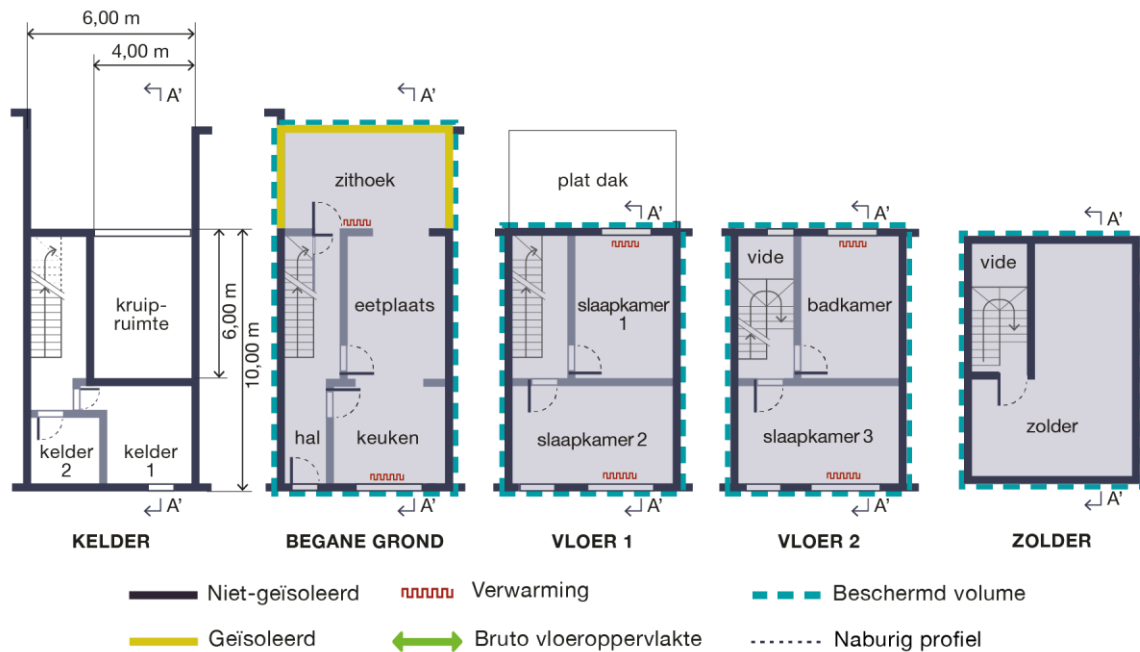 6,00 m
4,00 m
A'
A'
kruip-
ruimte
6,00 m
10,00 m
kelder
2
kelder
1
A'
zithoek
A'
eetplaats
hal
keuken
A'
plat dak
A'
slaapkamer
1
slaapkamer 2
A'
A'
vide
badkamer
slaapkamer 3
A'
A'
vide
zolder
A'
KELDER
BEGANE GROND
VLOER 1
VLOER 2
ZOLDER
Niet-geïsoleerd
Verwarming
Beschermd volume
Geïsoleerd
Bruto vloeroppervlakte
Naburig profiel